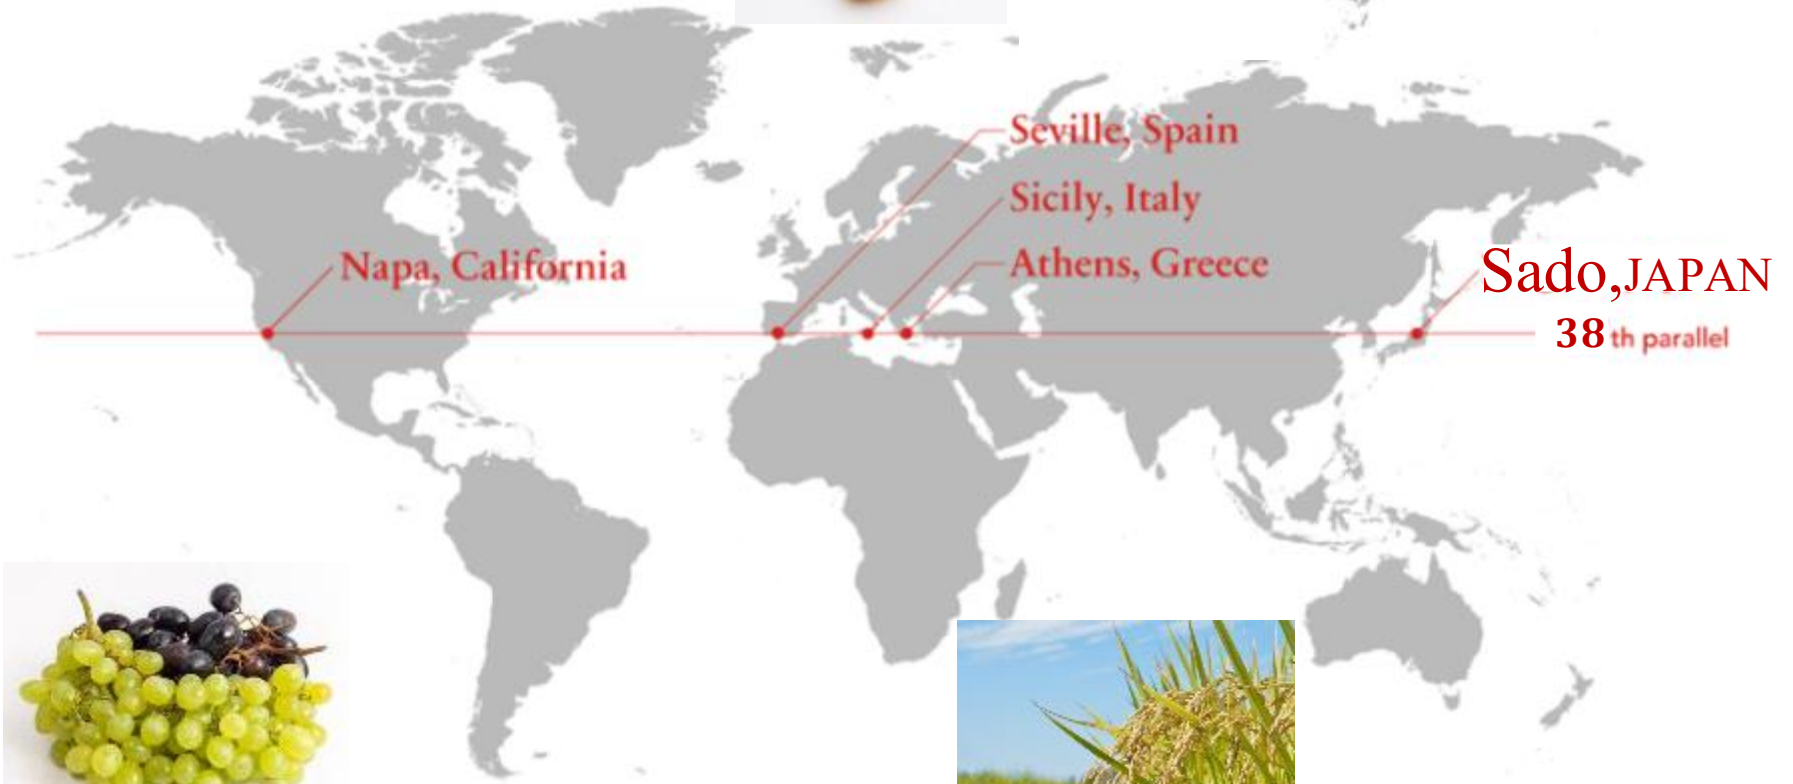 Seville, Spain
Sicily, Italy
Napa, California
Athens, Greece
Sado,JAPAN
38 th parallel